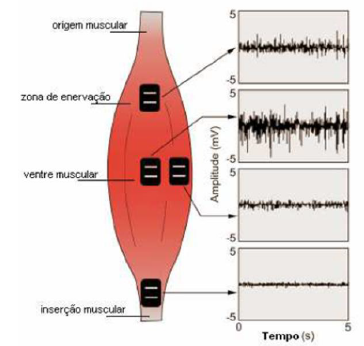 origem muscular
zona de enervação
ventre muscular
inserção muscular
Amplitude (mV)
5
-5
5
-5
5
-5
5
-5
0
5
Tempo (s)